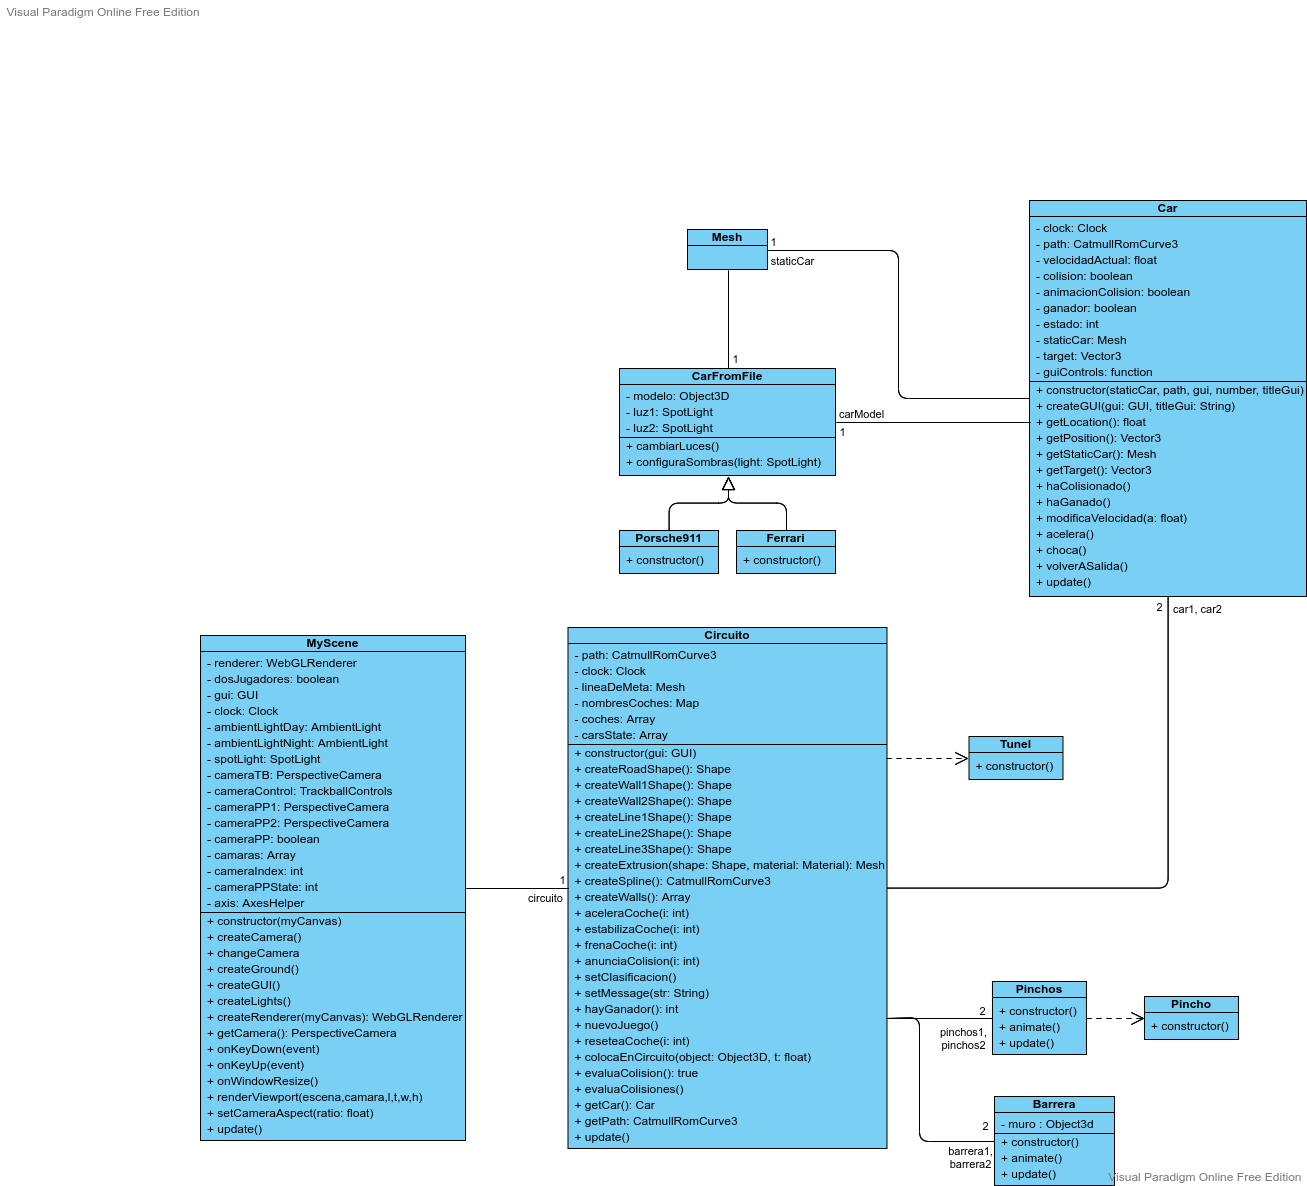 Visual Paradigm Online Free Edition
Car
- clock: Clock
- path: CatmullRomCurve3
- velocidadActual: float
- colision: boolean
- animacionColision: boolean
- ganador: boolean
- estado: int
- staticCar: Mesh
- target: Vector3
- guiControls: function
+ constructor(staticCar, path, gui, number, titleGui)
+ createGUI(gui: GUI, titleGui: String)
+ getLocation(): float
+ getPosition(): Vector3
+ getStaticCar(): Mesh
+ getTarget(): Vector3
+ haColisionado()
+ haGanado()
+ modificaVelocidad(a: float)
+ acelera()
+ choca()
+ volverASalida()
+ update()
Mesh
1
staticCar
1
CarFromFile
- modelo: Object3D
- luz1: SpotLight
- luz2: SpotLight
+ cambiarLuces()
+ configuraSombras(light: SpotLight)
carModel
1
Porsche911
+ constructor()
Ferrari
+ constructor()
2
car1, car2
MyScene
- renderer: WebGLRenderer
- dosJugadores: boolean
- gui: GUI
- clock: Clock
- ambientLightDay: AmbientLight
- ambientLightNight: AmbientLight
- spotLight: SpotLight
- cameraTB: PerspectiveCamera
- cameraControl: TrackballControls
- cameraPP1: PerspectiveCamera
- cameraPP2: PerspectiveCamera
- cameraPP: boolean
- camaras: Array
- cameraIndex: int
- cameraPPState: int
- axis: AxesHelper
+ constructor(myCanvas)
+ createCamera()
+ changeCamera
+ createGround()
+ createGUI()
+ createLights()
+ createRenderer(myCanvas): WebGLRenderer
+ getCamera(): PerspectiveCamera
+ onKeyDown(event)
+ onKeyUp(event)
+ onWindowResize()
+ renderViewport(escena,camara,l,t,w,h)
+ setCameraAspect(ratio: float)
+ update()
1
circuito
Circuito
- path: CatmullRomCurve3
- clock: Clock
- lineaDeMeta: Mesh
- nombresCoches: Map
- coches: Array
- carsState: Array
+ constructor(gui: GUI)
+ createRoadShape(): Shape
+ createWall1Shape(): Shape
+ createWall2Shape(): Shape
+ createLine1Shape(): Shape
+ createLine2Shape(): Shape
+ createLine3Shape(): Shape
+ createExtrusion(shape: Shape, material: Material): Mesh
+ createSpline(): CatmullRomCurve3
+ createWalls(): Array
+ aceleraCoche(i: int)
+ estabilizaCoche(i: int)
+ frenaCoche(i: int)
+ anunciaColision(i: int)
+ setClasificacion()
+ setMessage(str: String)
+ hayGanador(): int
+ nuevoJuego()
+ reseteaCoche(i: int)
+ colocaEnCircuito(object: Object3D, t: float)
+ evaluaColision(): true
+ evaluaColisiones()
+ getCar(): Car
+ getPath: CatmullRomCurve3
+ update()
Tunel
+ constructor()
2
pinchos1,
pinchos2
Pinchos
+ constructor()
+ animate()
+ update()
Pincho
+ constructor()
2
barrera1,
barrera2
Barrera
- muro : Object3d
+ constructor()
+ animate()
+ update()
Visual Paradigm Online Free Edition